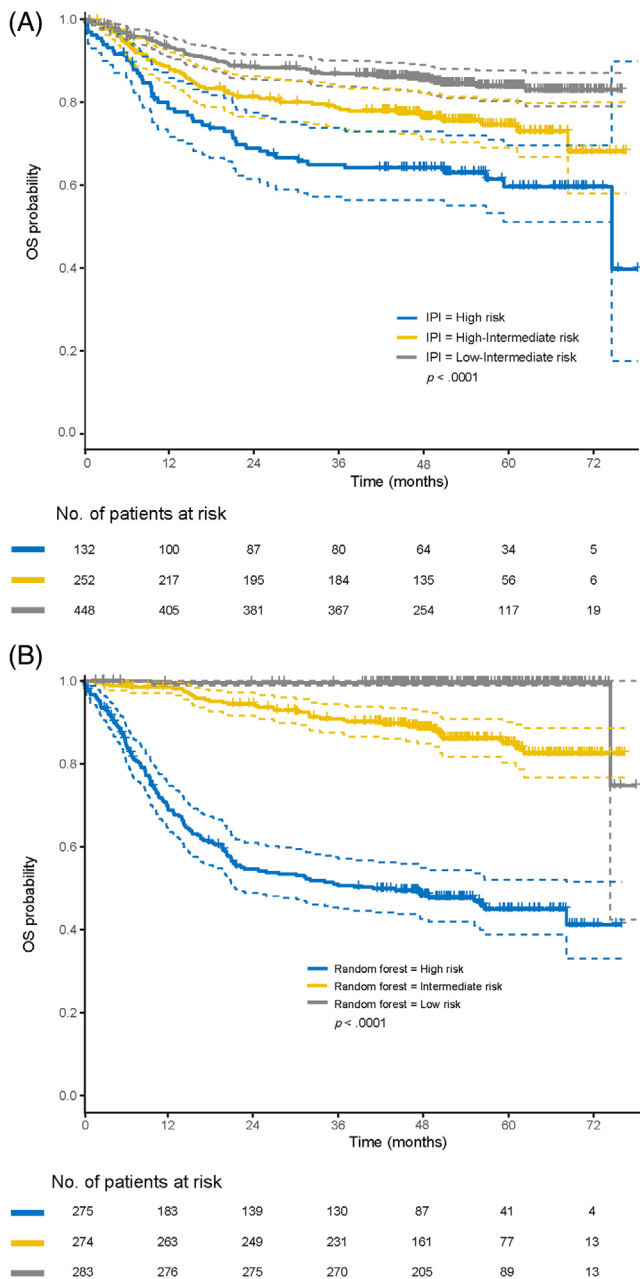 (A)
1.0
0.8
0.6
0.4
0.2
0.0
OS probability
IPI = High risk
IPI = High-Intermediate risk
IPI = Low-Intermediate risk
p < .0001
0 12 24 36 48 60 72
Time (months)
No. of patients at risk
132 100 87 80 64 34 5
252 217 195 184 135 56 6
448 405 381 367 254 117 19
(B)
1.0
0.8
0.6
0.4
0.2
0.0
OS probability
Random forest = High risk
Random forest = Intermediate risk
Random forest = Low risk
p < .0001
0 12 24 36 48 60 72
Time (months)
No. of patients at risk
275 183 139 130 87 41 4
274 263 249 231 161 77 13
283 276 275 270 205 89 13